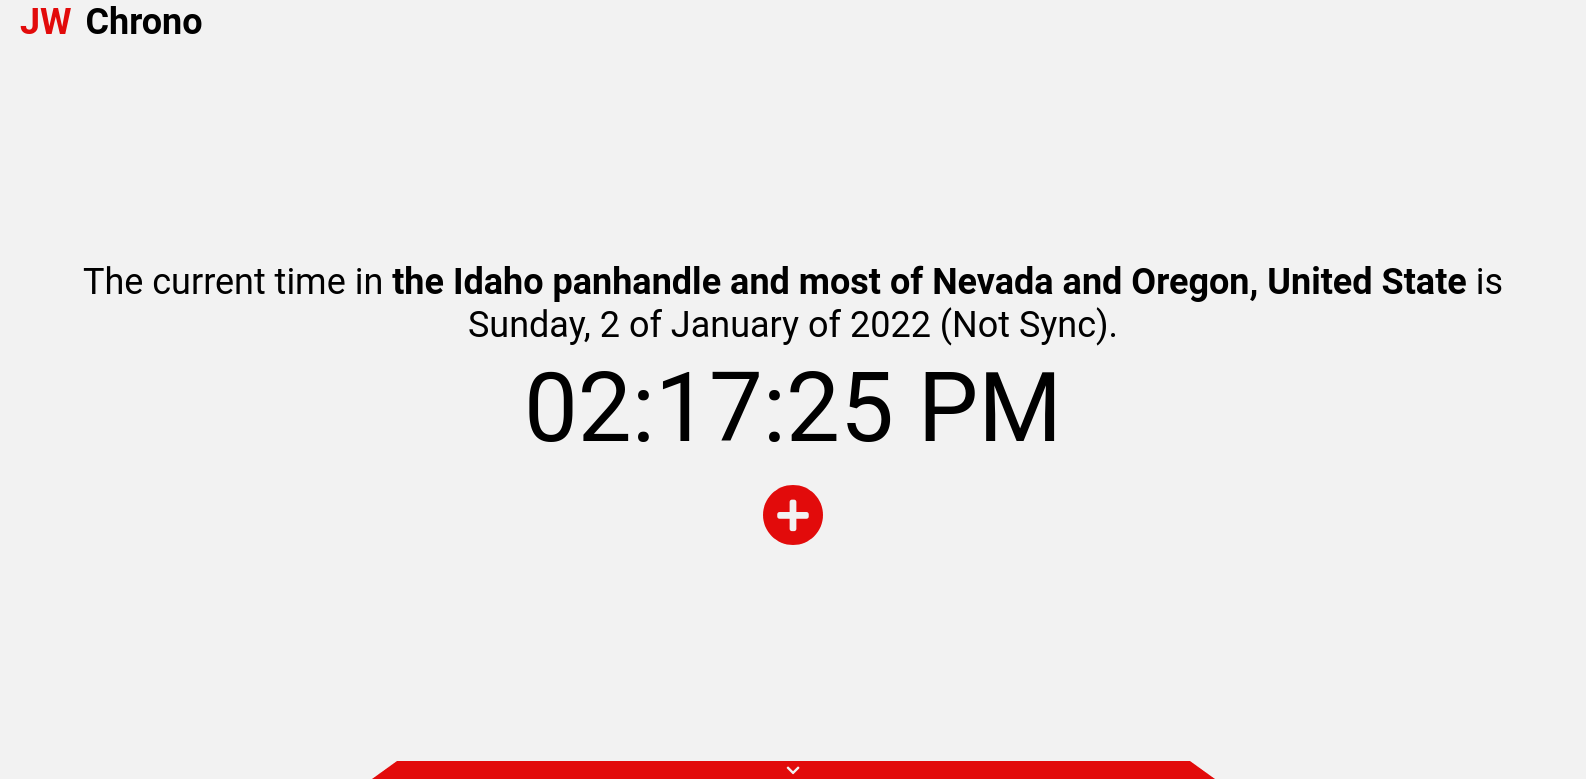 JW Chrono
The current time in the Idaho panhandle and most of Nevada and Oregon, United State is
Sunday, 2 of January of 2022 (Not Sync).
02:17:25 PM